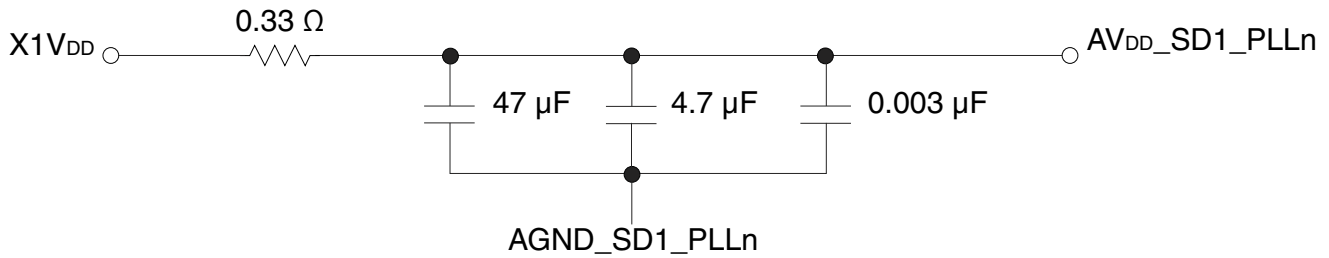 0.33 Ω
X1VDD
AVDD_SD1_PLLn
47 µF
4.7 µF
0.003 µF
AGND_SD1_PLLn